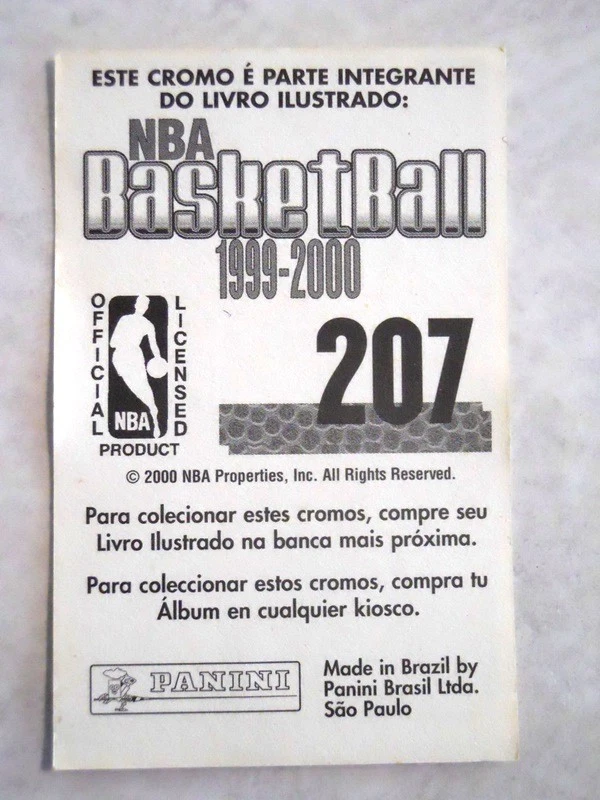 ESTE CROMO É PARTE INTEGRANTE
DO LIVRO ILUSTRADO:
NBA
BasketBall
1999-2000
OFFICIAL
LICENSED
NBA
PRODUCT
207
© 2000 NBA Properties, Inc. All Rights Reserved.
Para colecionar estes cromos, compre seu
Livro Ilustrado na banca mais próxima.
Para coleccionar estos cromos, compra tu
Álbum en cualquier kiosco.
PANINI
Made in Brazil by
Panini Brasil Ltda.
São Paulo